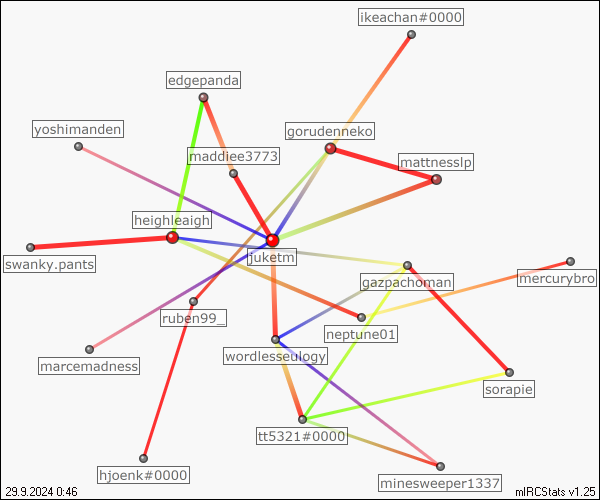 ikeachan#0000
edgepanda
yoshimanden
gorudenneko
maddiee3773
mattnesslp
heighleaigh
juketm
swanky.pants
gazpachoman
mercurybro
ruben99_
neptune01
wordlesseulogy
marcemadness
sorapie
tt5321#0000
hjoenk#0000
minesweeper1337
29.9.2024 0:46
mIRCStats v1.25